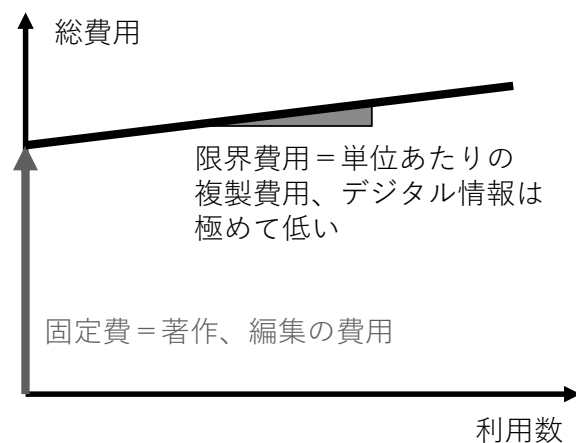 総費用
限界費用＝単位あたりの
複製費用、デジタル情報は
極めて低い
固定費＝著作、編集の費用
利用数